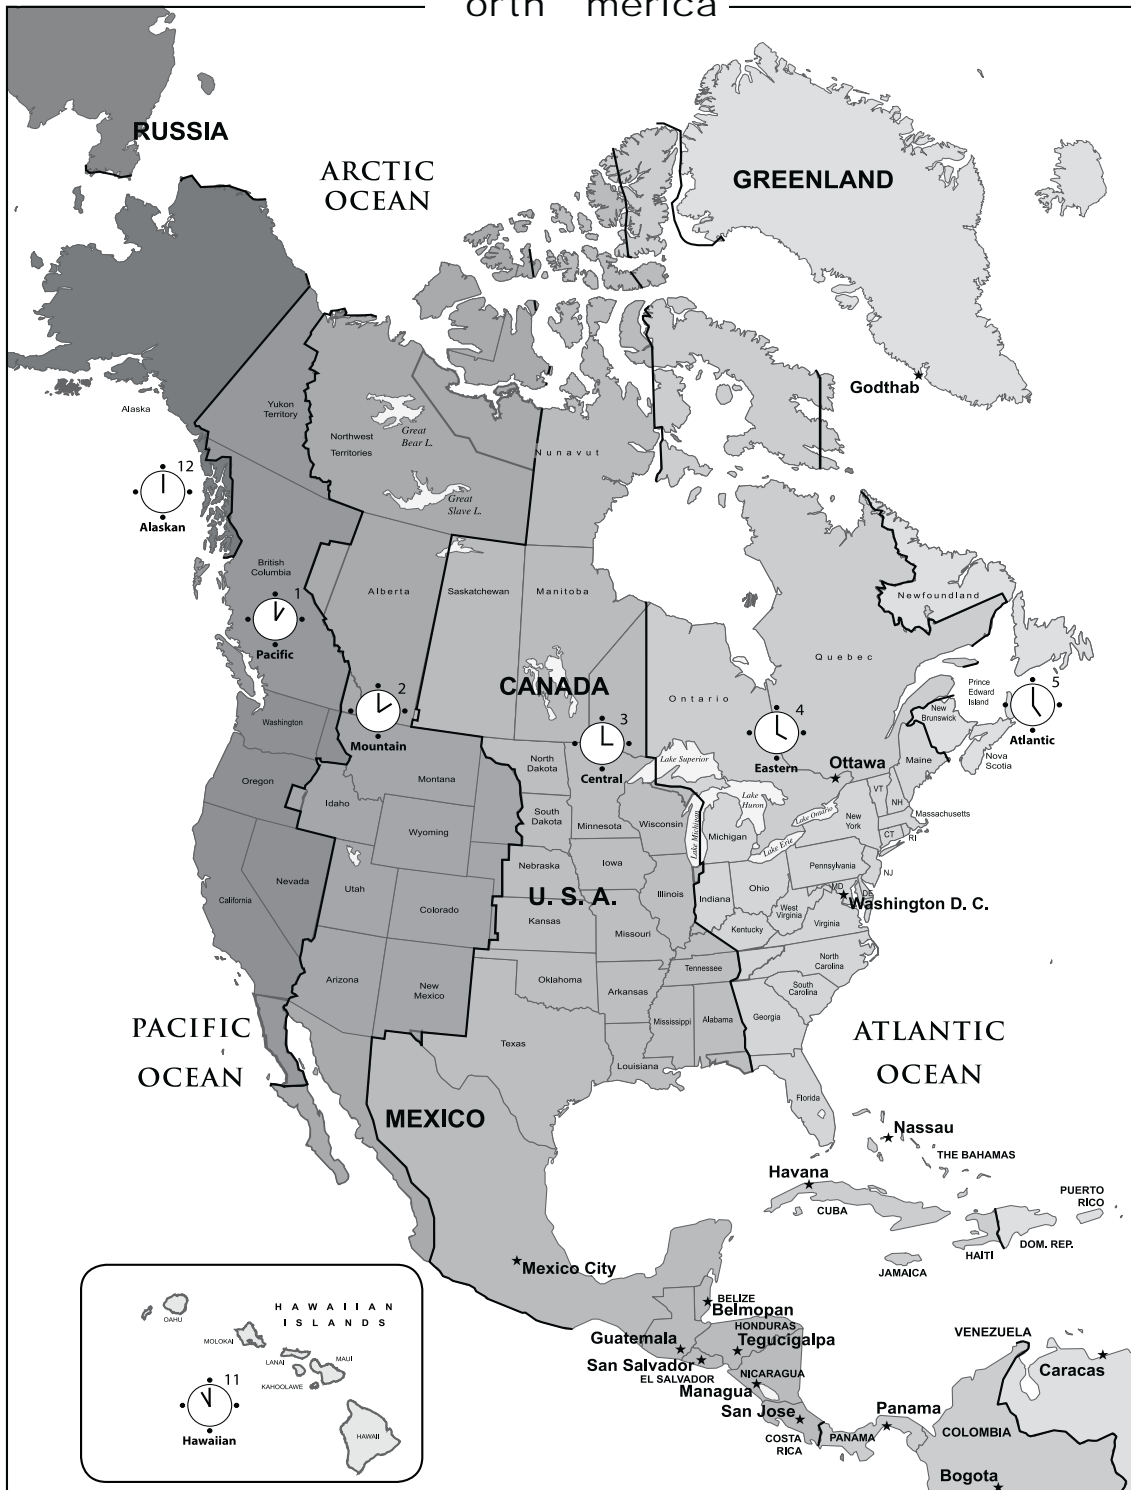 orth merica
RUSSIA
ARCTIC
OCEAN
GREENLAND
Godthab
Alaska
Yukon
Territory
Northwest
Territories
Great
Bear L.
Great
Slave L.
Nunavut
12
Alaskan
British
Columbia
1
Pacific
Alberta
Saskatchewan
Manitoba
Newfoundland
Quebec
Ontario
CANADA
2
Mountain
3
Central
4
Eastern
5
Atlantic
Prince
Edward
Island
New
Brunswick
Nova
Scotia
Ottawa
Maine
Washington
Oregon
Idaho
Montana
Wyoming
North
Dakota
South
Dakota
Minnesota
Wisconsin
Lake Superior
Lake Michigan
Lake
Huron
Lake Ontario
Lake Erie
Michigan
New
York
VT
NH
Massachusetts
CT
RI
NJ
Pennsylvania
MD
DE
Washington D. C.
Nebraska
Iowa
U. S. A.
Illinois
Indiana
Ohio
West
Virginia
Virginia
Kentucky
Nevada
California
Utah
Colorado
Kansas
Missouri
Arizona
New
Mexico
Oklahoma
Arkansas
Tennessee
North
Carolina
South
Carolina
Mississippi
Alabama
Georgia
Texas
Louisiana
Florida
PACIFIC
OCEAN
ATLANTIC
OCEAN
MEXICO
Nassau
THE BAHAMAS
Havana
CUBA
PUERTO
RICO
HAITI
DOM. REP.
JAMAICA
Mexico City
BELIZE
Belmopan
HONDURAS
Guatemala
Tegucigalpa
San Salvador
EL SALVADOR
NICARAGUA
Managua
San Jose
COSTA
RICA
Panama
PANAMA
VENEZUELA
Caracas
COLOMBIA
Bogota
HAWAIIAN
ISLANDS
OAHU
MOLOKAI
LANAI
MAUI
KAHOOLAWE
HAWAII
11
Hawaiian